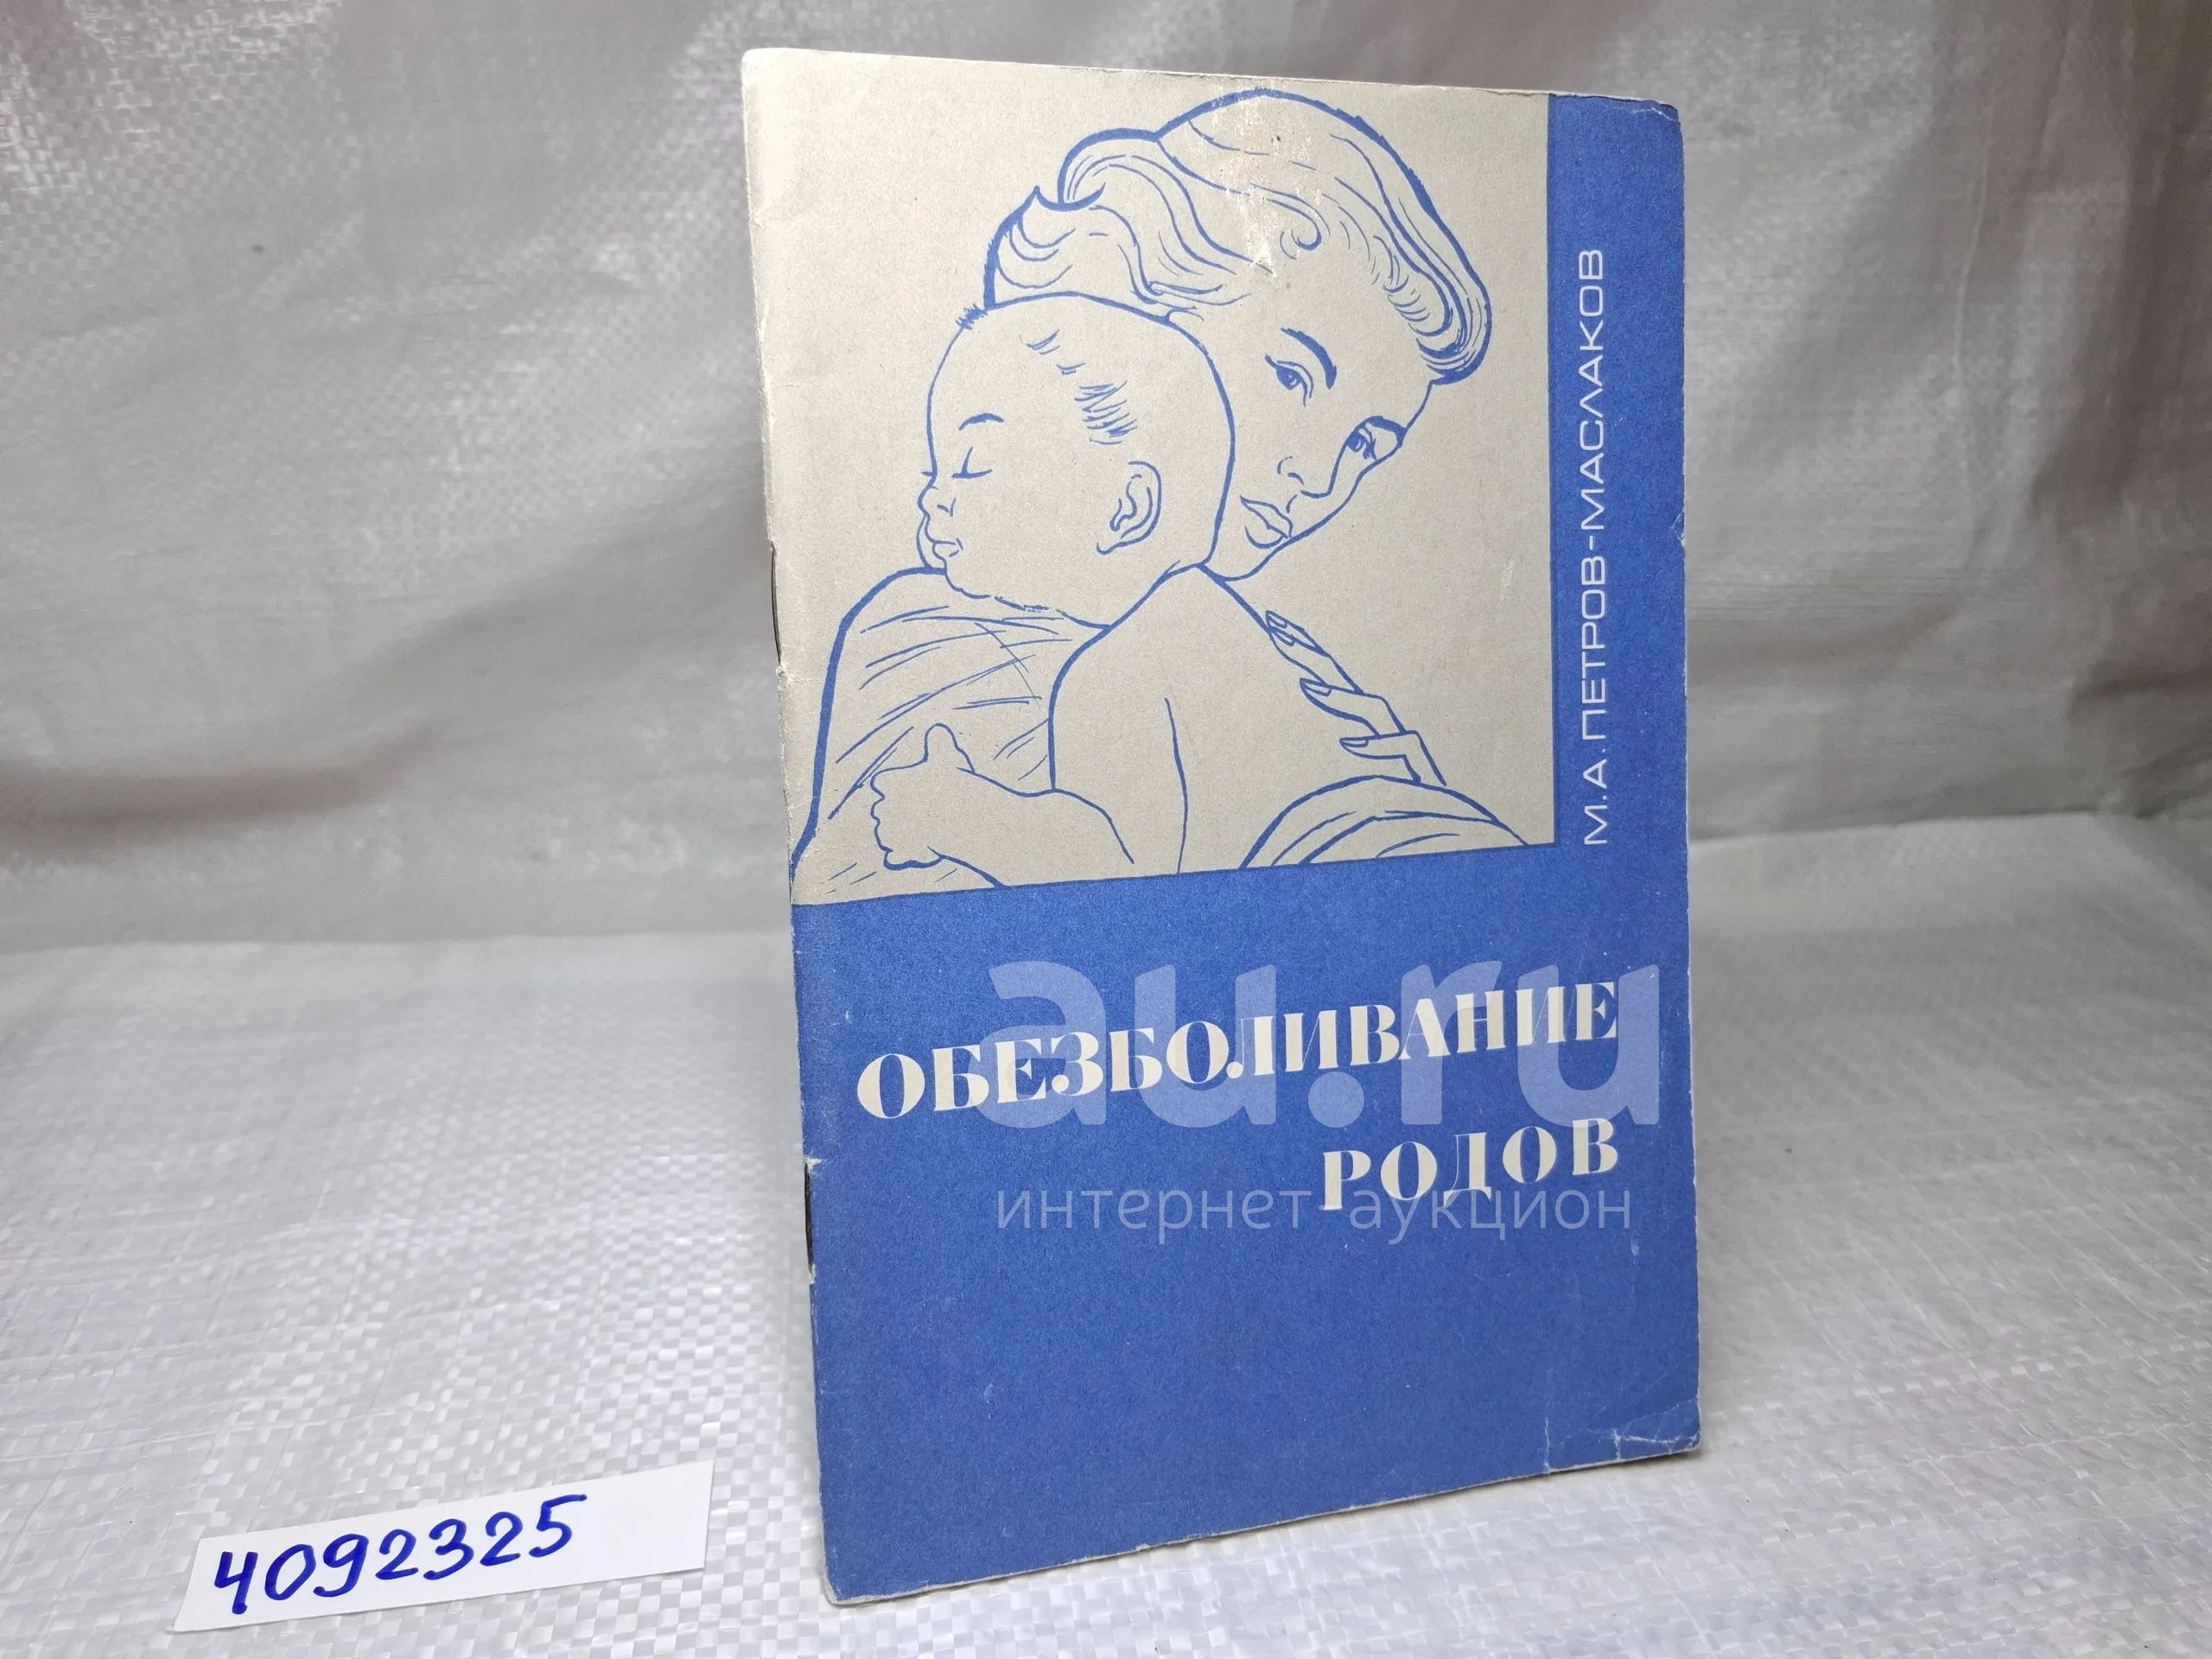 М.А. ПЕТРОВ-МАСЛАКОВ
ОБЕЗБОЛИВАНИЕ
РОДОВ
au.ru
интернет аукцион
4092325